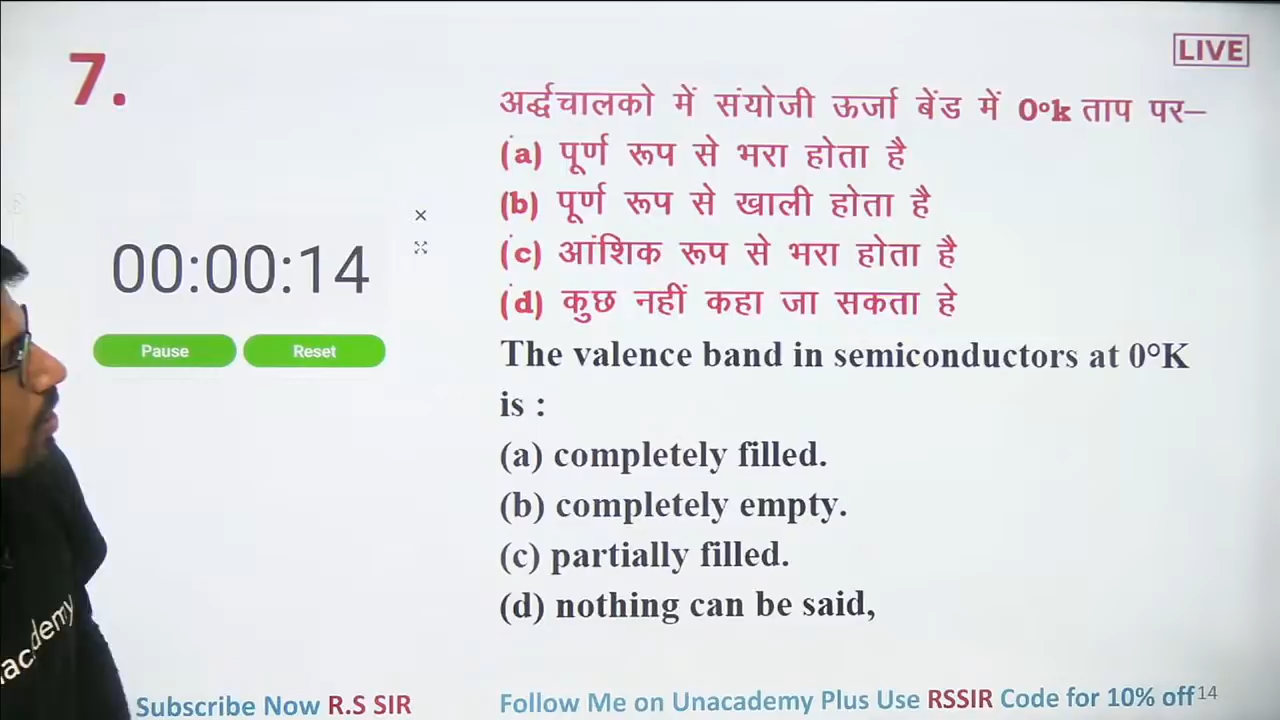 7.
LIVE
अर्द्धचालको में संयोजी ऊर्जा बेंड में 0°k ताप पर–
(a) पूर्ण रूप से भरा होता है
(b) पूर्ण रूप से खाली होता है
(c) आंशिक रूप से भरा होता है
(d) कुछ नहीं कहा जा सकता हे
00:00:14
Pause
Reset
The valence band in semiconductors at 0°K
is :
(a) completely filled.
(b) completely empty.
(c) partially filled.
(d) nothing can be said,
Subscribe Now R.S SIR
Follow Me on Unacademy Plus Use RSSIR Code for 10% off
14